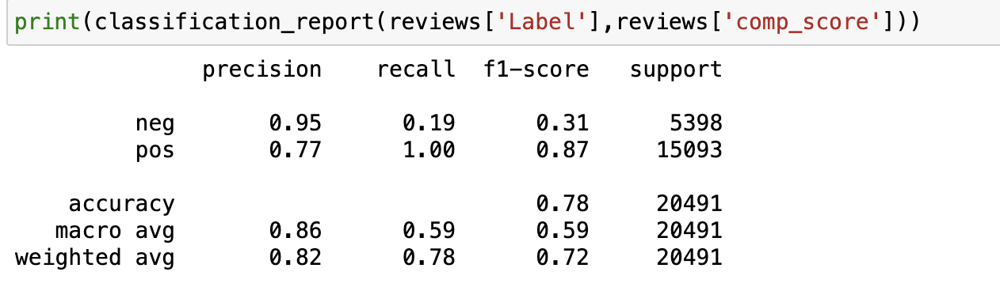 print(classification_report(reviews['Label'],reviews['comp_score']))
precision recall f1-score support
neg 0.95 0.19 0.31 5398
pos 0.77 1.00 0.87 15093
accuracy 0.78 20491
macro avg 0.86 0.59 0.59 20491
weighted avg 0.82 0.78 0.72 20491